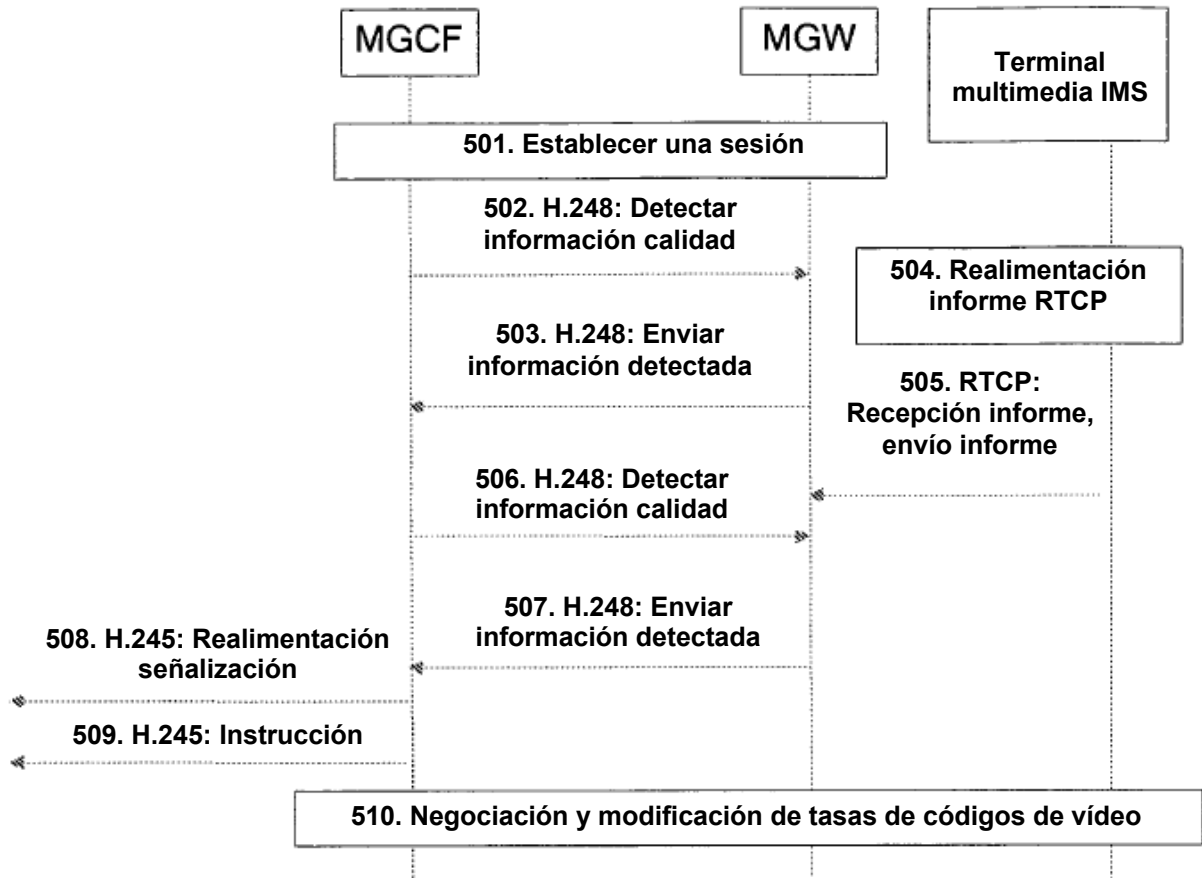 MGCF
MGW
Terminal
multimedia IMS
501. Establecer una sesión
502. H.248: Detectar
información calidad
504. Realimentación
informe RTCP
503. H.248: Enviar
información detectada
505. RTCP:
Recepción informe,
envío informe
506. H.248: Detectar
información calidad
507. H.248: Enviar
información detectada
508. H.245: Realimentación
señalización
509. H.245: Instrucción
510. Negociación y modificación de tasas de códigos de vídeo